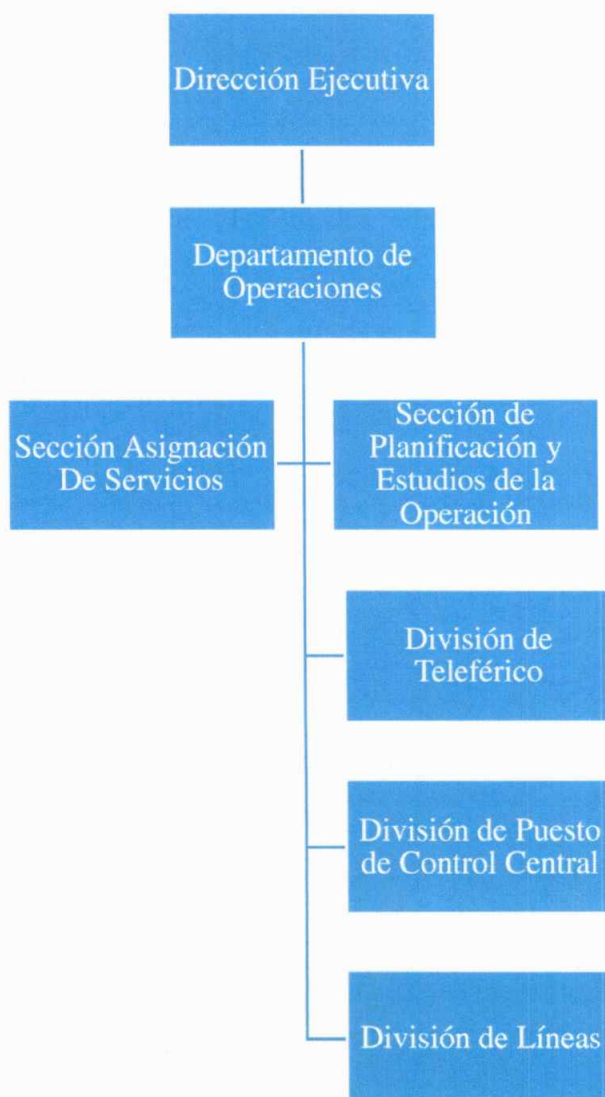 Dirección Ejecutiva
Departamento de
Operaciones
Sección Asignación
De Servicios
Sección de
Planificación y
Estudios de la
Operación
División de
Teleférico
División de Puesto
de Control Central
División de Líneas